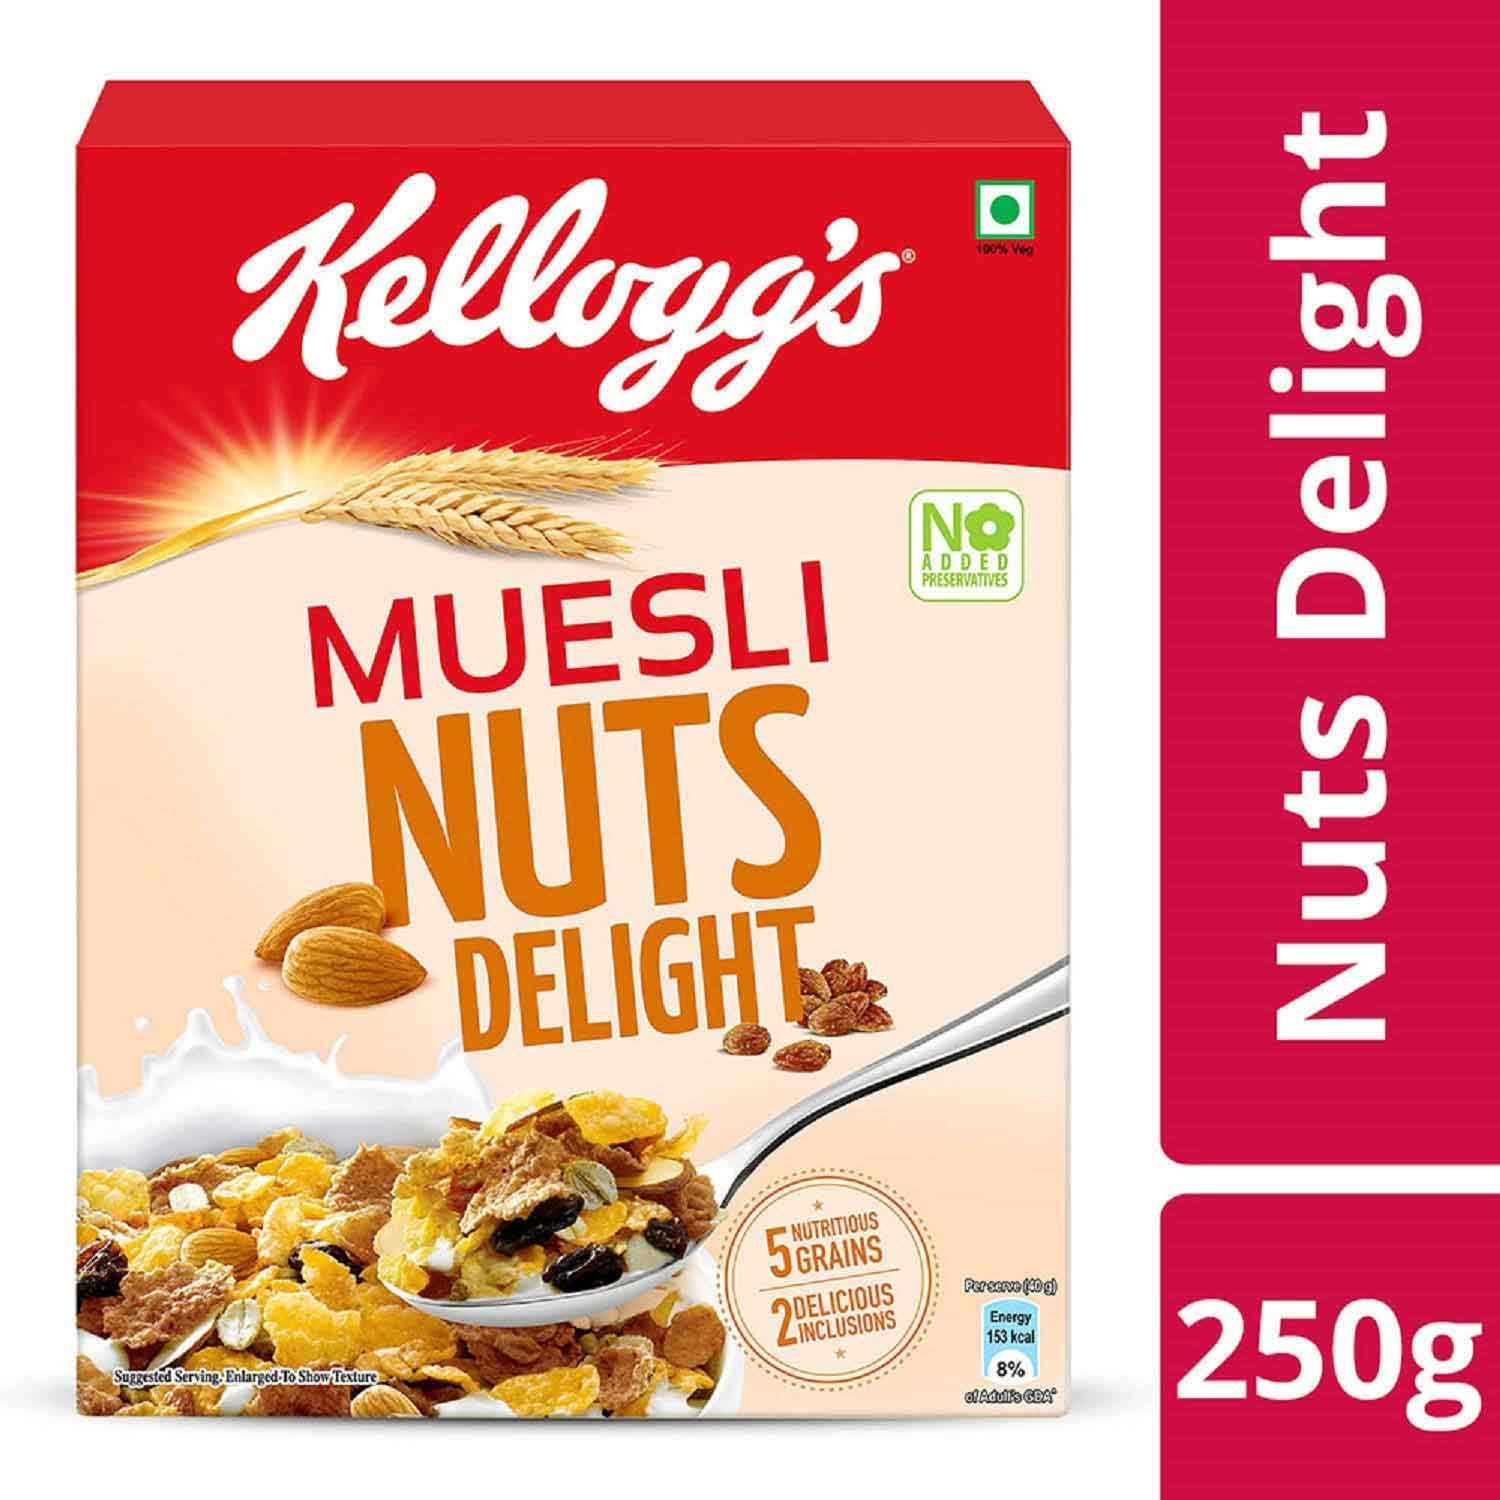 Kellogg's®
100% Veg
NO
ADDED
PRESERVATIVES
MUESLI
NUTS
DELIGHT
5 NUTRITIOUS
GRAINS
2 DELICIOUS
INCLUSIONS
Per serve (40 g)
Energy
153 kcal
8%
of Adult's GDA*
Suggested Serving. Enlarged To Show Texture
Nuts Delight
250g